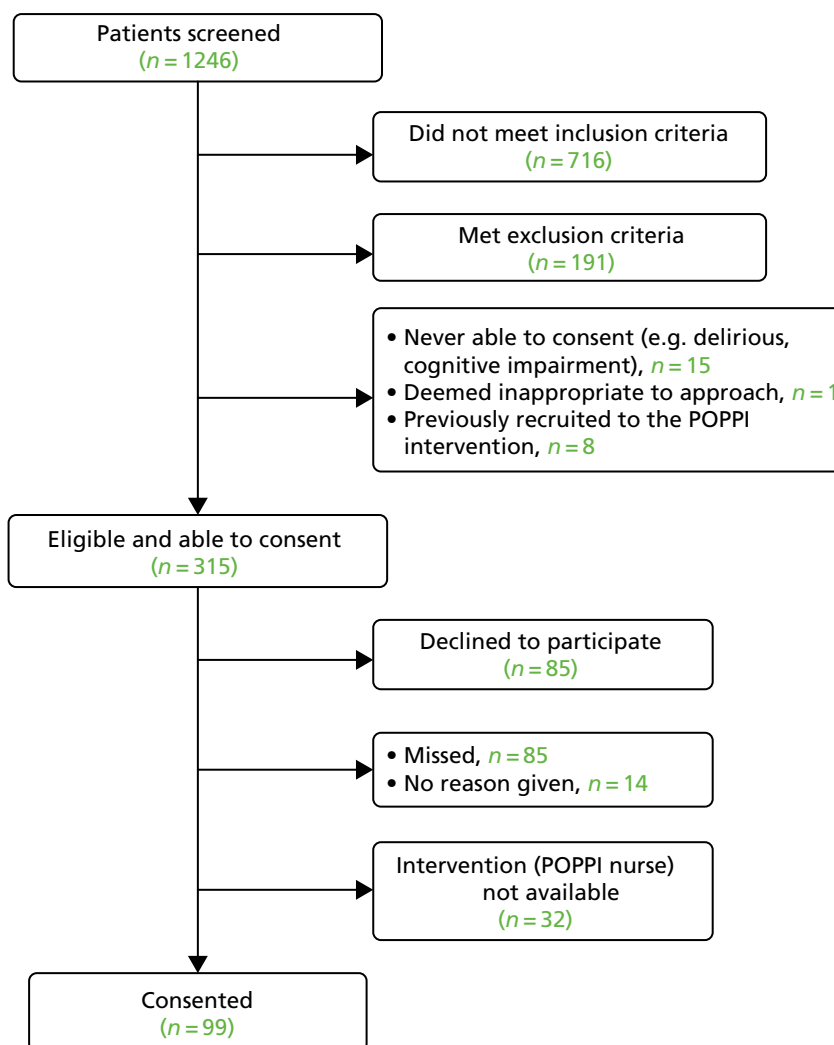 Patients screened
(n = 1246)
Did not meet inclusion criteria
(n = 716)
Met exclusion criteria
(n = 191)
• Never able to consent (e.g. delirious,
cognitive impairment), n = 15
• Deemed inappropriate to approach, n = 1
• Previously recruited to the POPPI
intervention, n = 8
Eligible and able to consent
(n = 315)
Declined to participate
(n = 85)
• Missed, n = 85
• No reason given, n = 14
Intervention (POPPI nurse)
not available
(n = 32)
Consented
(n = 99)